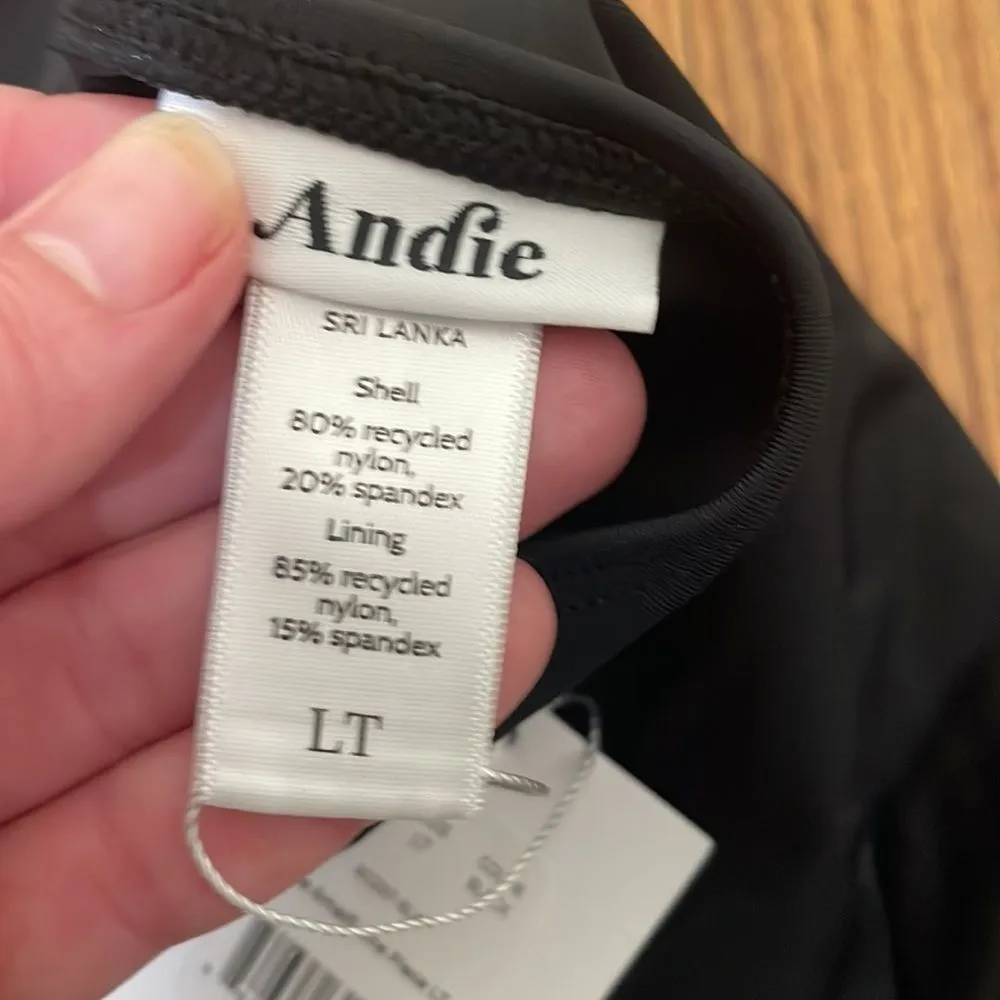 Andie
SRI LANKA
Shell
80% recycled
nylon,
20% spandex
Lining
85% recycled
nylon,
15% spandex
LT